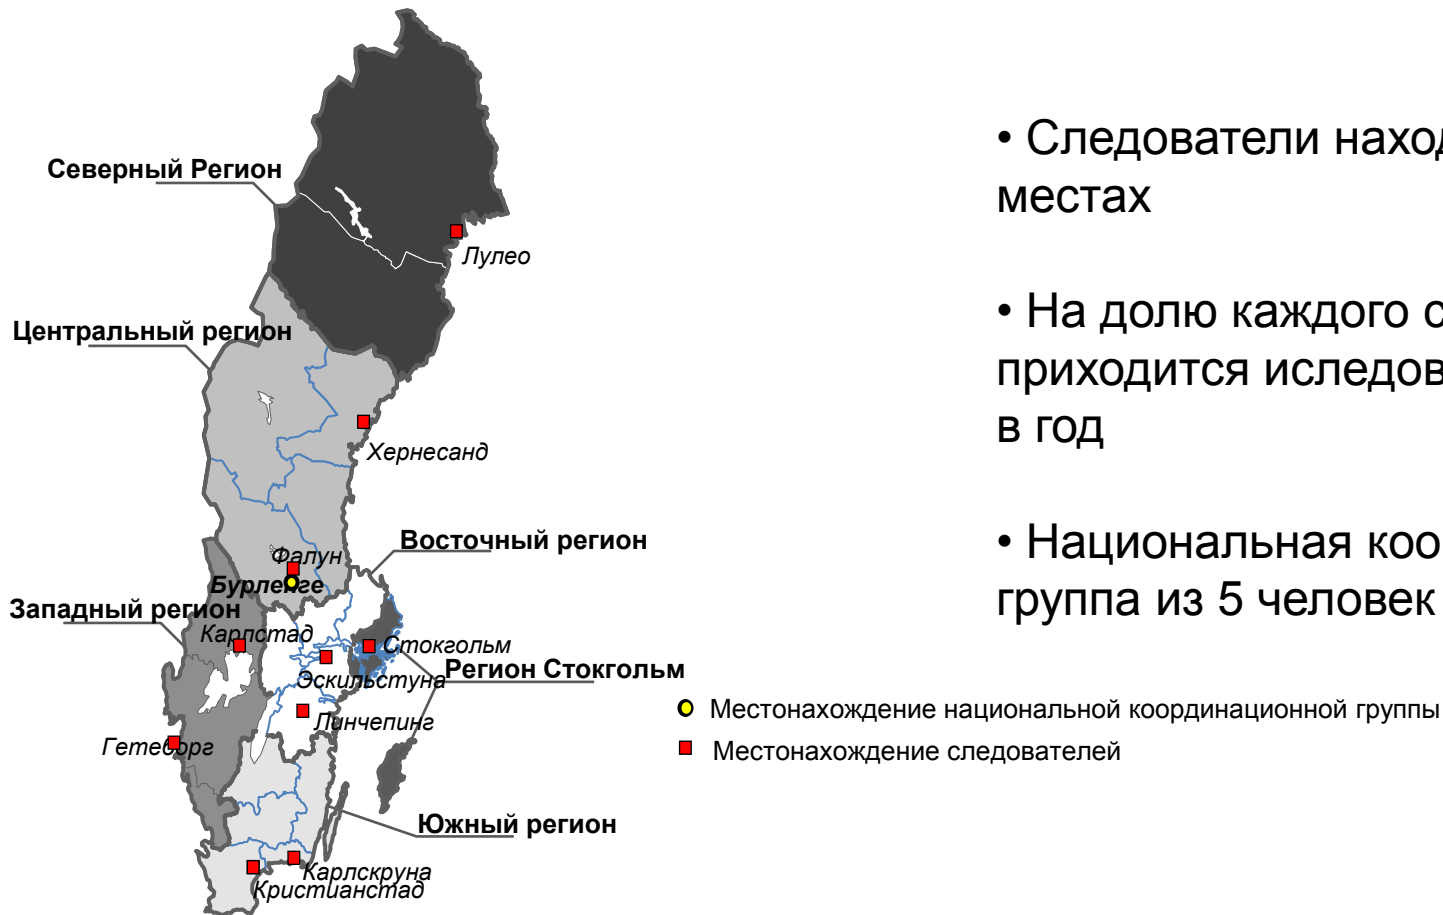 Северный Регион
Лулео
Центральный регион
Хернесанд
Восточный регион
Фалун
Бурленге
Западный регион
Карлстад
Стокгольм
Регион Стокгольм
Эскильстуна
Линчепинг
Гетеборг
Южный регион
Карлскруна
Кристианстад
• Следователи наход
местах
• На долю каждого с
приходится иследов
в год
• Национальная коо
группа из 5 человек
Местонахождение национальной координационной группы
Местонахождение следователей